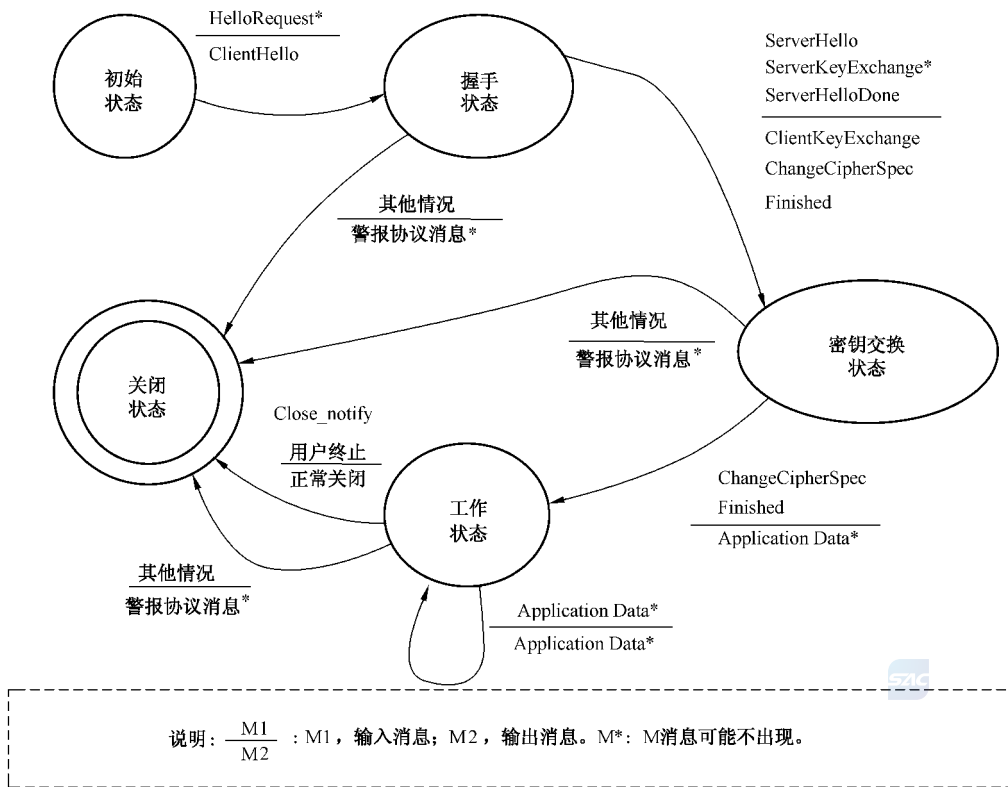 HelloRequest*
ClientHello
初始
状态
握手
状态
ServerHello
ServerKeyExchange*
ServerHelloDone
ClientKeyExchange
ChangeCipherSpec
Finished
其他情况
警报协议消息*
其他情况
警报协议消息*
密钥交换
状态
关闭
状态
Close_notify
用户终止
正常关闭
工作
状态
ChangeCipherSpec
Finished
Application Data*
其他情况
警报协议消息*
Application Data*
Application Data*
SZIC
说明: M1
M2 : M1, 输入消息; M2, 输出消息。M*: M消息可能不出现。